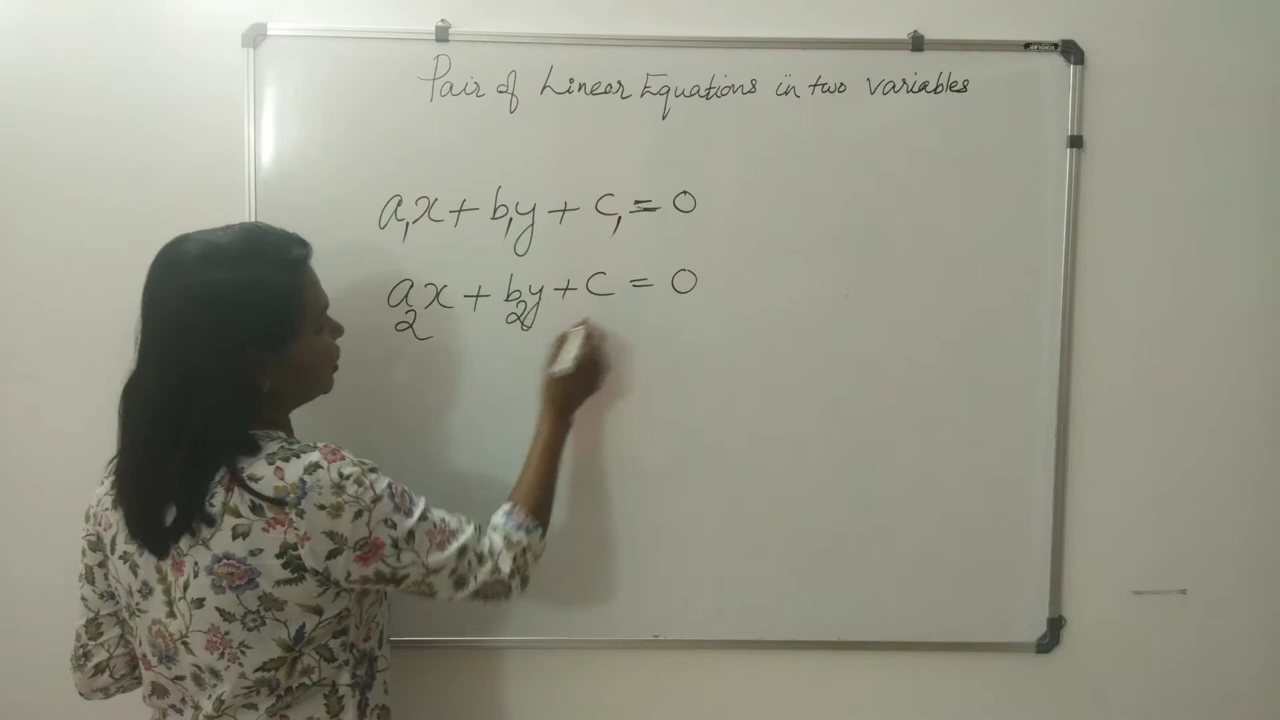 Pair of Linear Equations in two variables
a₁x + b₁y + c₁ = 0
a₂x + b₂y + c = 0